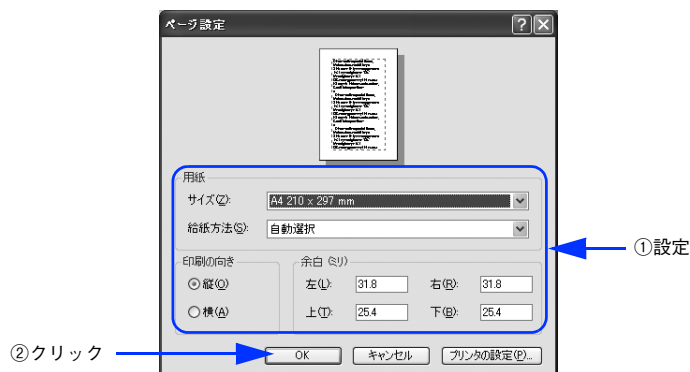 ページ設定
用紙
サイズ(Z):
A4 210 x 297 mm
給紙方法(S):
自動選択
①設定
印刷の向き
縦(O)
横(A)
余白 (ミリ)
左(L): 31.8 右(R): 31.8
上(T): 25.4 下(B): 25.4
②クリック
OK キャンセル プリンタの設定(P)...